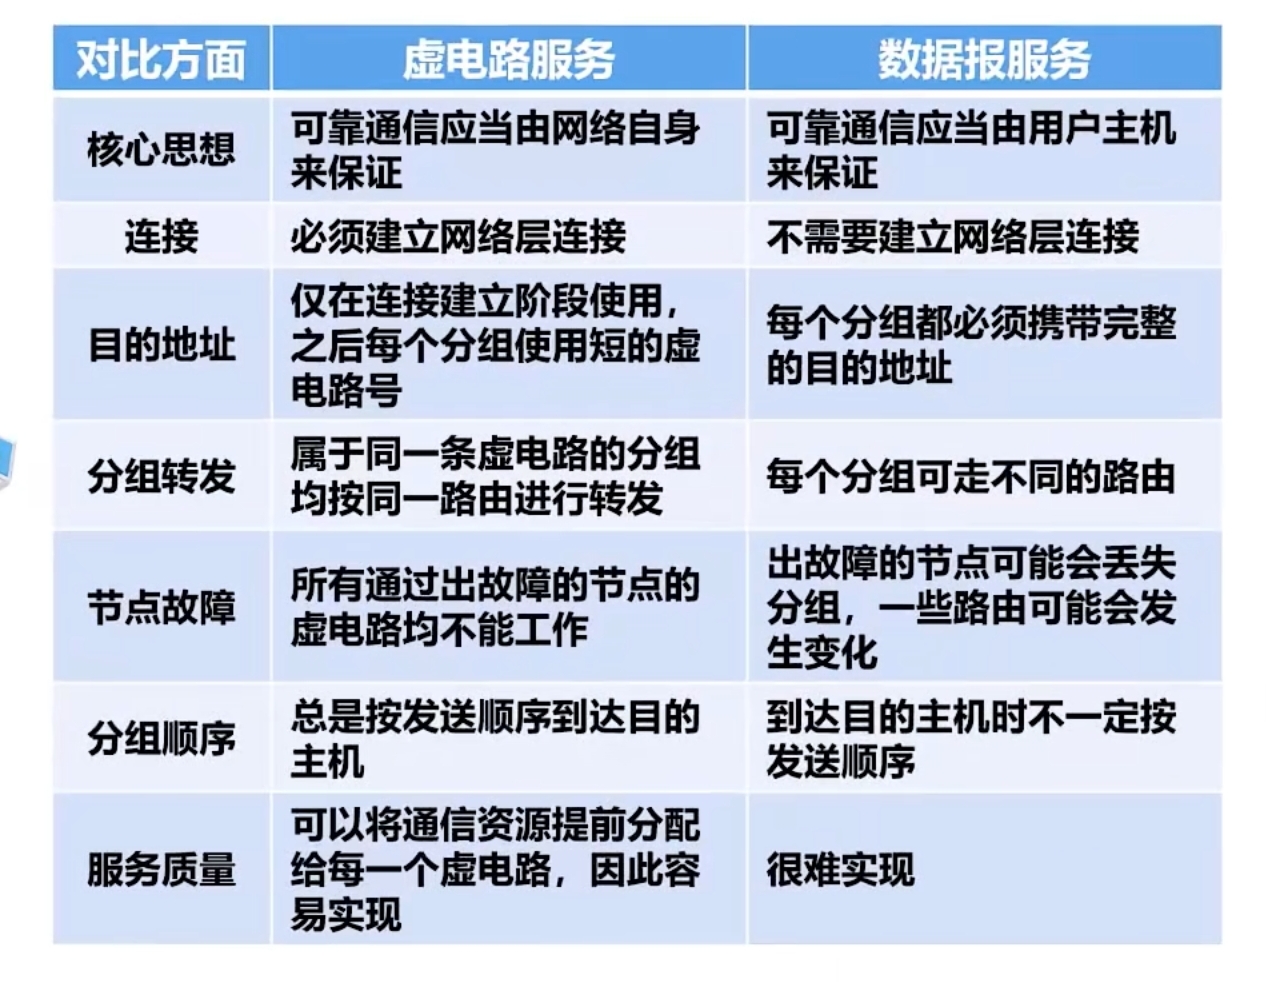 对比方面
虚电路服务
数据报服务
核心思想
可靠通信应当由网络自身
来保证
可靠通信应当由用户主机
来保证
连接
必须建立网络层连接
不需要建立网络层连接
目的地址
仅在连接建立阶段使用，
之后每个分组使用短的虚
电路号
每个分组都必须携带完整
的目的地址
分组转发
属于同一条虚电路的分组
均按同一路由进行转发
每个分组可走不同的路由
节点故障
所有通过出故障的节点的
虚电路均不能工作
出故障的节点可能会丢失
分组，一些路由可能会发
生变化
分组顺序
总是按发送顺序到达目的
主机
到达目的主机时不一定按
发送顺序
服务质量
可以将通信资源提前分配
给每一个虚电路，因此容
易实现
很难实现